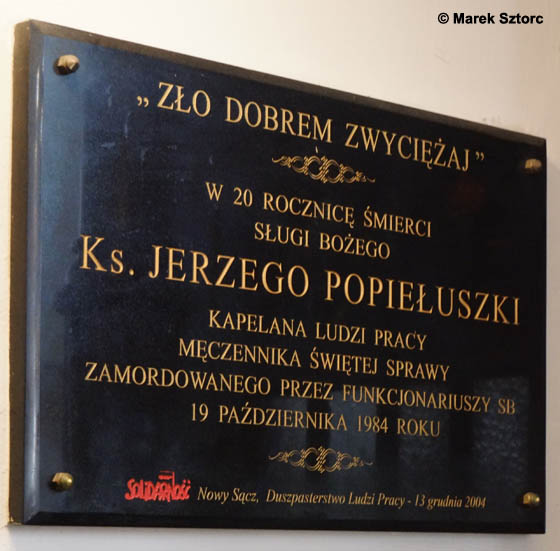 © Marek Sztorc
„ZŁO DOBREM ZWYCIĘŻAJ”
W 20 ROCZNICĘ ŚMIERCI
SŁUGI BOŻEGO
Ks. JERZEGO POPIEŁUSZKI
KAPELANA LUDZI PRACY
MĘCZENNIKA ŚWIĘTEJ SPRAWY
ZAMORDOWANEGO PRZEZ FUNKCJONARIUSZY SB
19 PAŹDZIERNIKA 1984 ROKU
SOLIDARNOŚĆ Nowy Sącz, Duszpasterstwo Ludzi Pracy - 13 grudnia 2004